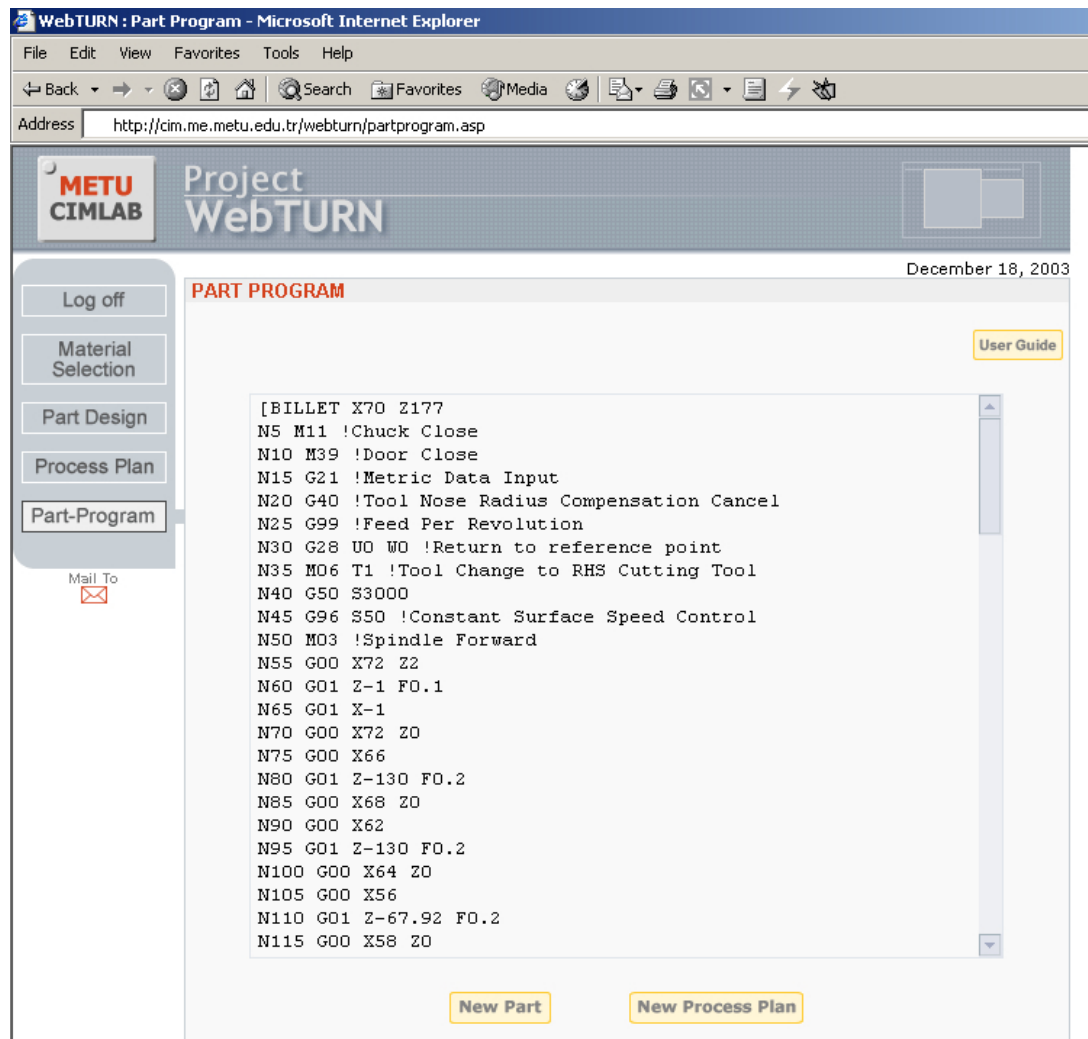 WebTURN : Part Program - Microsoft Internet Explorer
File Edit View Favorites Tools Help
Back Search Favorites Media
Address http://cim.me.metu.edu.tr/webturn/partprogram.asp
METU
CIMLAB
Project
WebTURN
December 18, 2003
Log off
Material
Selection
Part Design
Process Plan
Part-Program
Mail To
PART PROGRAM
User Guide
[BILLET X70 Z177
N5 M11 !Chuck Close
N10 M39 !Door Close
N15 G21 !Metric Data Input
N20 G40 !Tool Nose Radius Compensation Cancel
N25 G99 !Feed Per Revolution
N30 G28 U0 W0 !Return to reference point
N35 M06 T1 !Tool Change to RHS Cutting Tool
N40 G50 S3000
N45 G96 S50 !Constant Surface Speed Control
N50 M03 !Spindle Forward
N55 G00 X72 Z2
N60 G01 Z-1 F0.1
N65 G01 X-1
N70 G00 X72 Z0
N75 G00 X66
N80 G01 Z-130 F0.2
N85 G00 X68 Z0
N90 G00 X62
N95 G01 Z-130 F0.2
N100 G00 X64 Z0
N105 G00 X56
N110 G01 Z-67.92 F0.2
N115 G00 X58 Z0
New Part New Process Plan